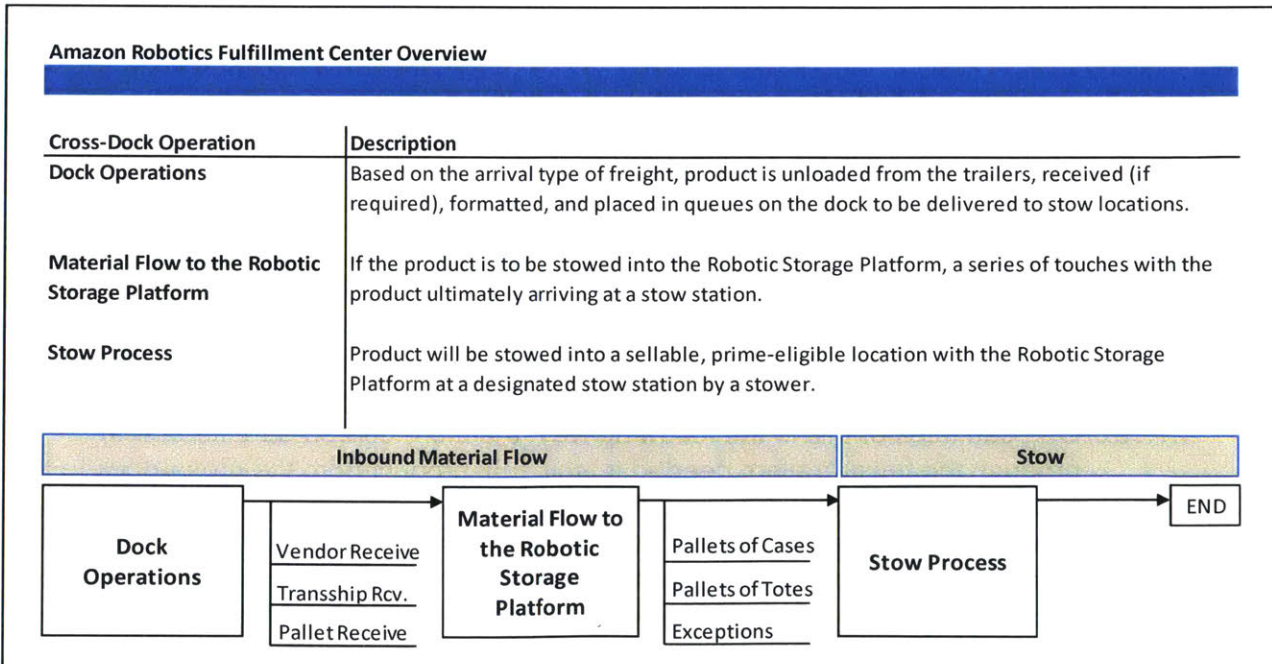 Amazon Robotics Fulfillment Center Overview
Cross-Dock Operation
Description
Dock Operations
Based on the arrival type of freight, product is unloaded from the trailers, received (if
required), formatted, and placed in queues on the dock to be delivered to stow locations.
Material Flow to the Robotic
Storage Platform
If the product is to be stowed into the Robotic Storage Platform, a series of touches with the
product ultimately arriving at a stow station.
Stow Process
Product will be stowed into a sellable, prime-eligible location with the Robotic Storage
Platform at a designated stow station by a stower.
Inbound Material Flow
Stow
Dock
Operations
Vendor Receive
Transship Rcv.
Pallet Receive
Material Flow to
the Robotic
Storage
Platform
Pallets of Cases
Pallets of Totes
Exceptions
Stow Process
END